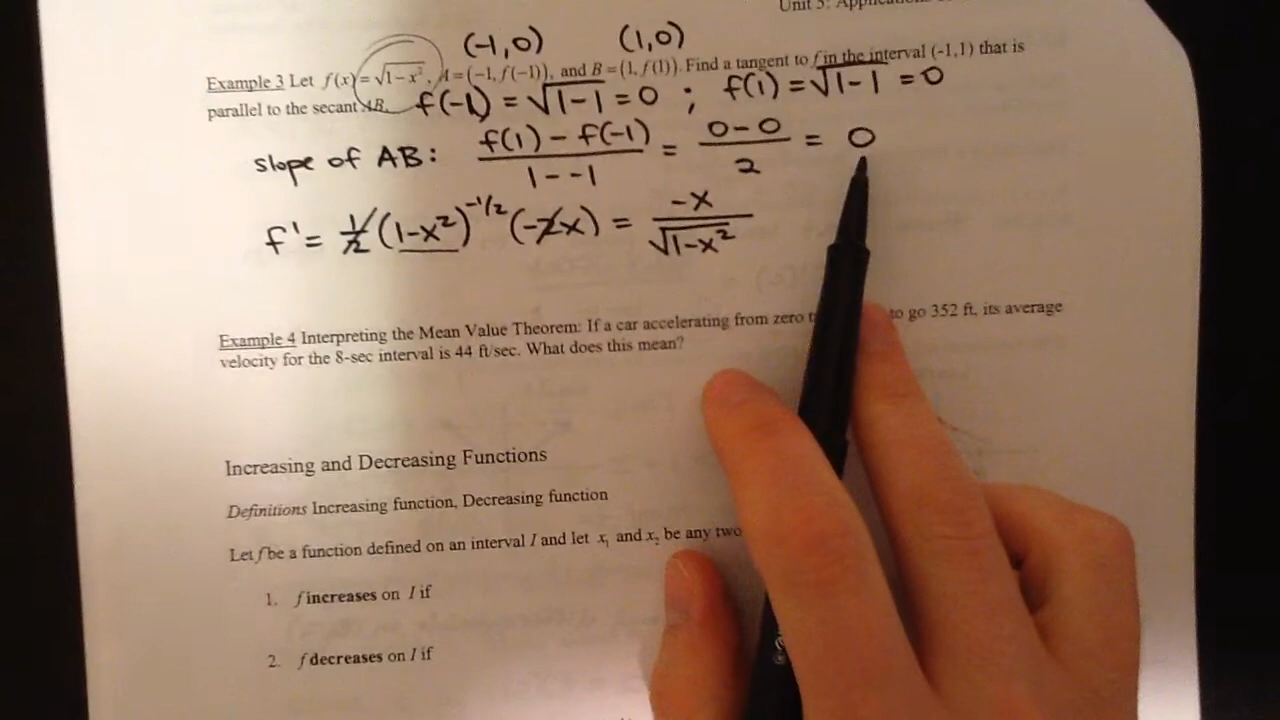 Unit 5: Applications
(-1,0) (1,0)
Example 3 Let f(x) = √1-x², A = (-1, f(-1)), and B = (1, f(1)). Find a tangent to f in the interval (-1,1) that is
parallel to the secant AB.
f(-1) = √1-1 = 0 ; f(1) = √1-1 = 0
slope of AB: f(1) - f(-1) / 1 - -1 = 0-0 / 2 = 0
f' = 1/2 (1-x²)^-1/2 (-2x) = -x / √1-x²
Example 4 Interpreting the Mean Value Theorem: If a car accelerating from zero to go 352 ft, its average
velocity for the 8-sec interval is 44 ft/sec. What does this mean?
Increasing and Decreasing Functions
Definitions Increasing function, Decreasing function
Let f be a function defined on an interval I and let x₁ and x₂ be any two
1. f increases on I if
2. f decreases on I if